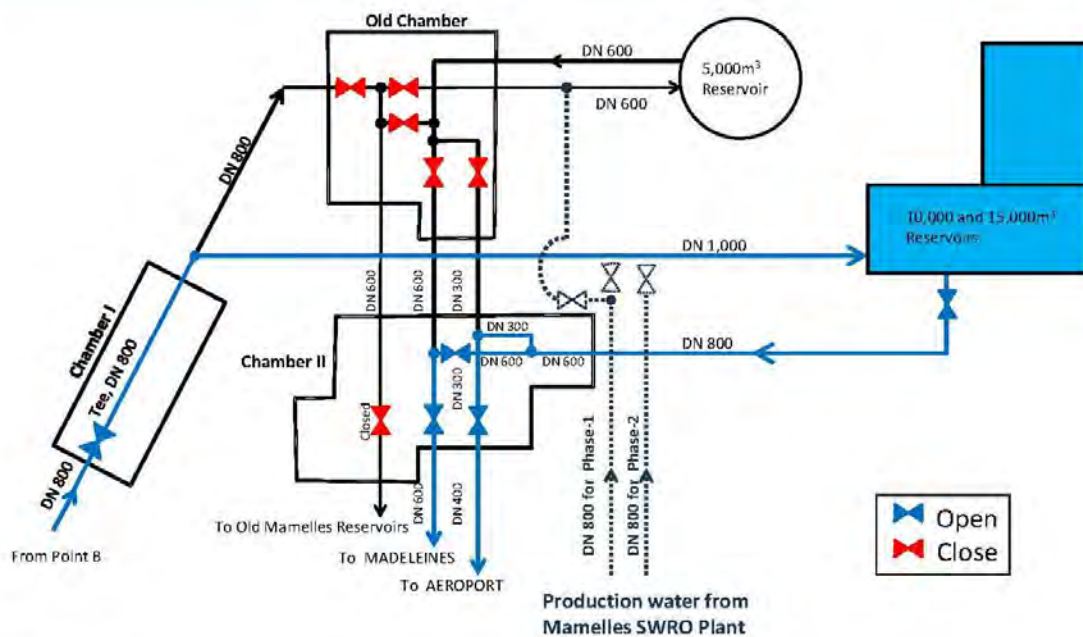 Old Chamber
DN 600
5,000m³
Reservoir
DN 600
DN 800
10,000 and 15,000m³
Reservoirs
DN 1,000
DN 600
DN 600
DN 300
Chamber I
Tee, DN 800
DN 800
DN 300
DN 800
Chamber II
DN 600
DN 600
DN 300
Closed
DN 600
DN 400
DN 800 for Phase-1
DN 800 for Phase-2
Open
Close
To Old Mamelles Reservoirs
From Point B
To MADELEINES
To AEROPORT
Production water from
Mamelles SWRO Plant